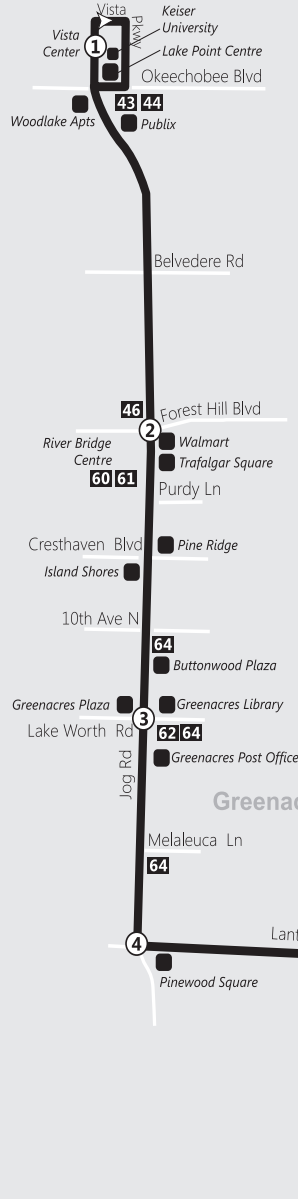 Vista
Pkwy
Keiser
University
Vista
Center
1
Lake Point Centre
Okeechobee Blvd
43 44
Woodlake Apts
Publix
Belvedere Rd
46
Forest Hill Blvd
2
River Bridge
Centre
Walmart
Trafalgar Square
60 61
Purdy Ln
Cresthaven Blvd
Pine Ridge
Island Shores
10th Ave N
64
Buttonwood Plaza
Greenacres Plaza
Greenacres Library
3
Lake Worth Rd
62 64
Jog Rd
Greenacres Post Office
Greenac
Melaleuca Ln
64
4
Lant
Pinewood Square